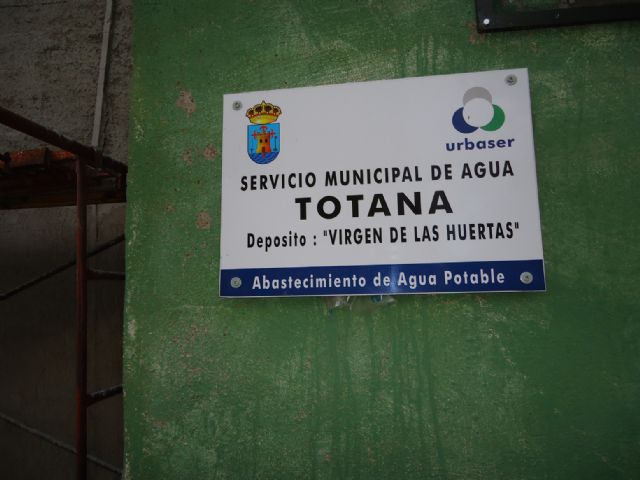 urbaser
SERVICIO MUNICIPAL DE AGUA
TOTANA
Deposito : "VIRGEN DE LAS HUERTAS"
Abastecimiento de Agua Potable